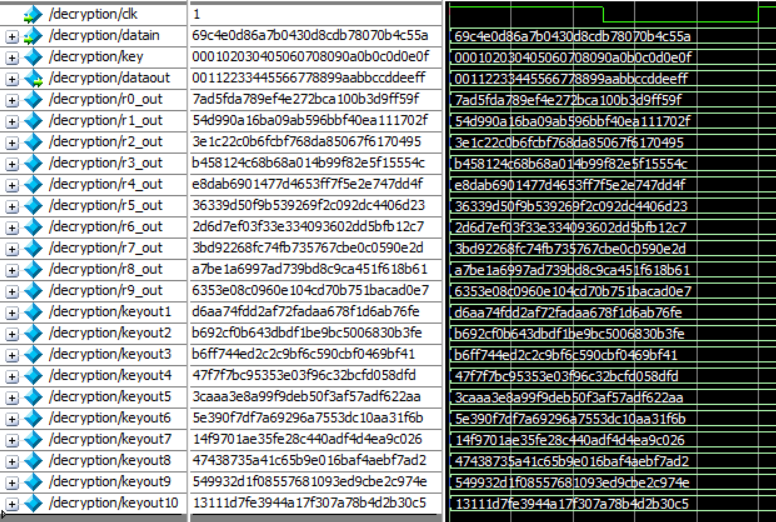 /decryption/clk 1
/decryption/datain 69c4e0d86a7b0430d8cdb78070b4c55a 69c4e0d86a7b0430d8cdb78070b4c55a
/decryption/key 000102030405060708090a0b0c0d0e0f 000102030405060708090a0b0c0d0e0f
/decryption/dataout 00112233445566778899aabbccddeeff 00112233445566778899aabbccddeeff
/decryption/r0_out 7ad5fda789ef4e272bca100b3d9ff59f 7ad5fda789ef4e272bca100b3d9ff59f
/decryption/r1_out 54d990a16ba09ab596bbf40ea111702f 54d990a16ba09ab596bbf40ea111702f
/decryption/r2_out 3e1c22c0b6fcbf768da85067f6170495 3e1c22c0b6fcbf768da85067f6170495
/decryption/r3_out b458124c68b68a014b99f82e5f15554c b458124c68b68a014b99f82e5f15554c
/decryption/r4_out e8dab6901477d4653ff7f5e2e747dd4f e8dab6901477d4653ff7f5e2e747dd4f
/decryption/r5_out 36339d50f9b539269f2c092dc4406d23 36339d50f9b539269f2c092dc4406d23
/decryption/r6_out 2d6d7ef03f33e334093602dd5bfb12c7 2d6d7ef03f33e334093602dd5bfb12c7
/decryption/r7_out 3bd92268fc74fb735767cbe0c0590e2d 3bd92268fc74fb735767cbe0c0590e2d
/decryption/r8_out a7be1a6997ad739bd8c9ca451f618b61 a7be1a6997ad739bd8c9ca451f618b61
/decryption/r9_out 6353e08c0960e104cd70b751bacad0e7 6353e08c0960e104cd70b751bacad0e7
/decryption/keyout1 d6aa74fdd2af72fadaa678f1d6ab76fe d6aa74fdd2af72fadaa678f1d6ab76fe
/decryption/keyout2 b692cf0b643dbdf1be9bc5006830b3fe b692cf0b643dbdf1be9bc5006830b3fe
/decryption/keyout3 b6ff744ed2c2c9bf6c590cbf0469bf41 b6ff744ed2c2c9bf6c590cbf0469bf41
/decryption/keyout4 47f7f7bc95353e03f96c32bcfd058dfd 47f7f7bc95353e03f96c32bcfd058dfd
/decryption/keyout5 3caaa3e8a99f9deb50f3af57adf622aa 3caaa3e8a99f9deb50f3af57adf622aa
/decryption/keyout6 5e390f7df7a69296a7553dc10aa31f6b 5e390f7df7a69296a7553dc10aa31f6b
/decryption/keyout7 14f9701ae35fe28c440adf4d4ea9c026 14f9701ae35fe28c440adf4d4ea9c026
/decryption/keyout8 47438735a41c65b9e016baf4aebf7ad2 47438735a41c65b9e016baf4aebf7ad2
/decryption/keyout9 549932d1f08557681093ed9cbe2c974e 549932d1f08557681093ed9cbe2c974e
/decryption/keyout10 13111d7fe3944a17f307a78b4d2b30c5 13111d7fe3944a17f307a78b4d2b30c5